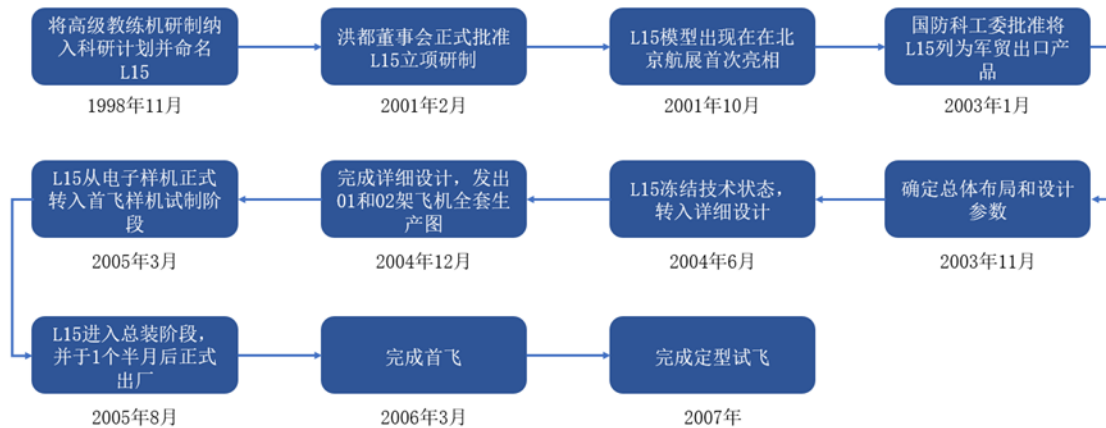 将高级教练机研制纳
入科研计划并命名
L15
1998年11月
洪都董事会正式批准
L15立项研制
2001年2月
L15模型出现在在北
京航展首次亮相
2001年10月
国防科工委批准将
L15列为军贸出口产
品
2003年1月
确定总体布局和设计
参数
2003年11月
L15冻结技术状态，
转入详细设计
2004年6月
完成详细设计，发出
01和02架飞机全套生
产图
2004年12月
L15从电子样机正式
转入首飞样机试制阶
段
2005年3月
L15进入总装阶段，
并于1个半月后正式
出厂
2005年8月
完成首飞
2006年3月
完成定型试飞
2007年